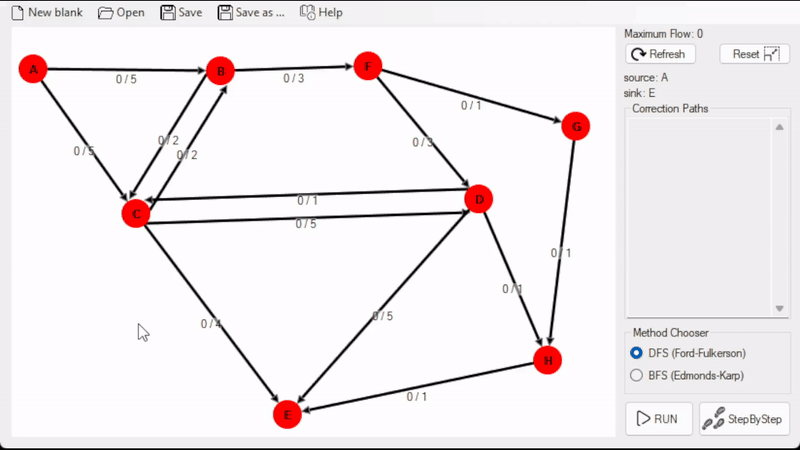 New blank Open Save Save as ... Help
Maximum Flow: 0
Refresh Reset
source: A
sink: E
Correction Paths
A
B
F
0 / 5
0 / 3
0 / 1
G
0 / 5
0 / 2
0 / 2
0 / 3
C
0 / 1
D
0 / 5
0 / 1
0 / 1
0 / 4
0 / 5
H
0 / 1
E
Method Chooser
DFS (Ford-Fulkerson)
BFS (Edmonds-Karp)
RUN StepByStep